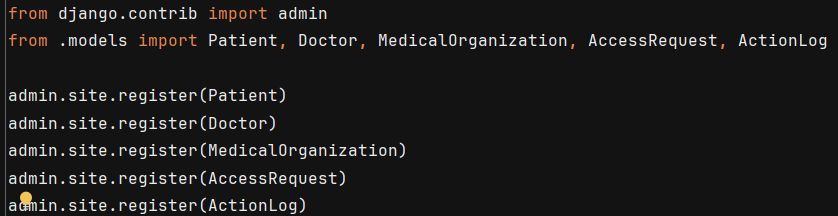 from django.contrib import admin
from .models import Patient, Doctor, MedicalOrganization, AccessRequest, ActionLog
admin.site.register(Patient)
admin.site.register(Doctor)
admin.site.register(MedicalOrganization)
admin.site.register(AccessRequest)
admin.site.register(ActionLog)